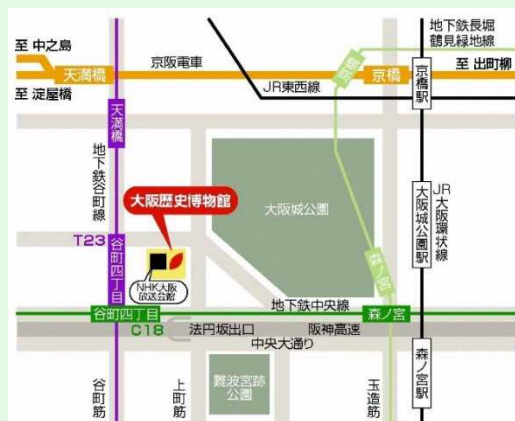 地下鉄長堀
鶴見緑地線
至 中之島
京阪電車
至 出町柳
天満橋
京橋
京橋
京橋駅
至 淀屋橋
JR東西線
天満橋
地下鉄谷町線
大阪歴史博物館
大阪城公園
大阪城公園駅
JR大阪環状線
T23
谷町四丁目
NHK大阪
放送会館
森ノ宮
地下鉄中央線
谷町四丁目
森ノ宮
C18
法円坂出口
阪神高速
中央大通り
森ノ宮駅
谷町筋
上町筋
難波宮跡
公園
玉造筋